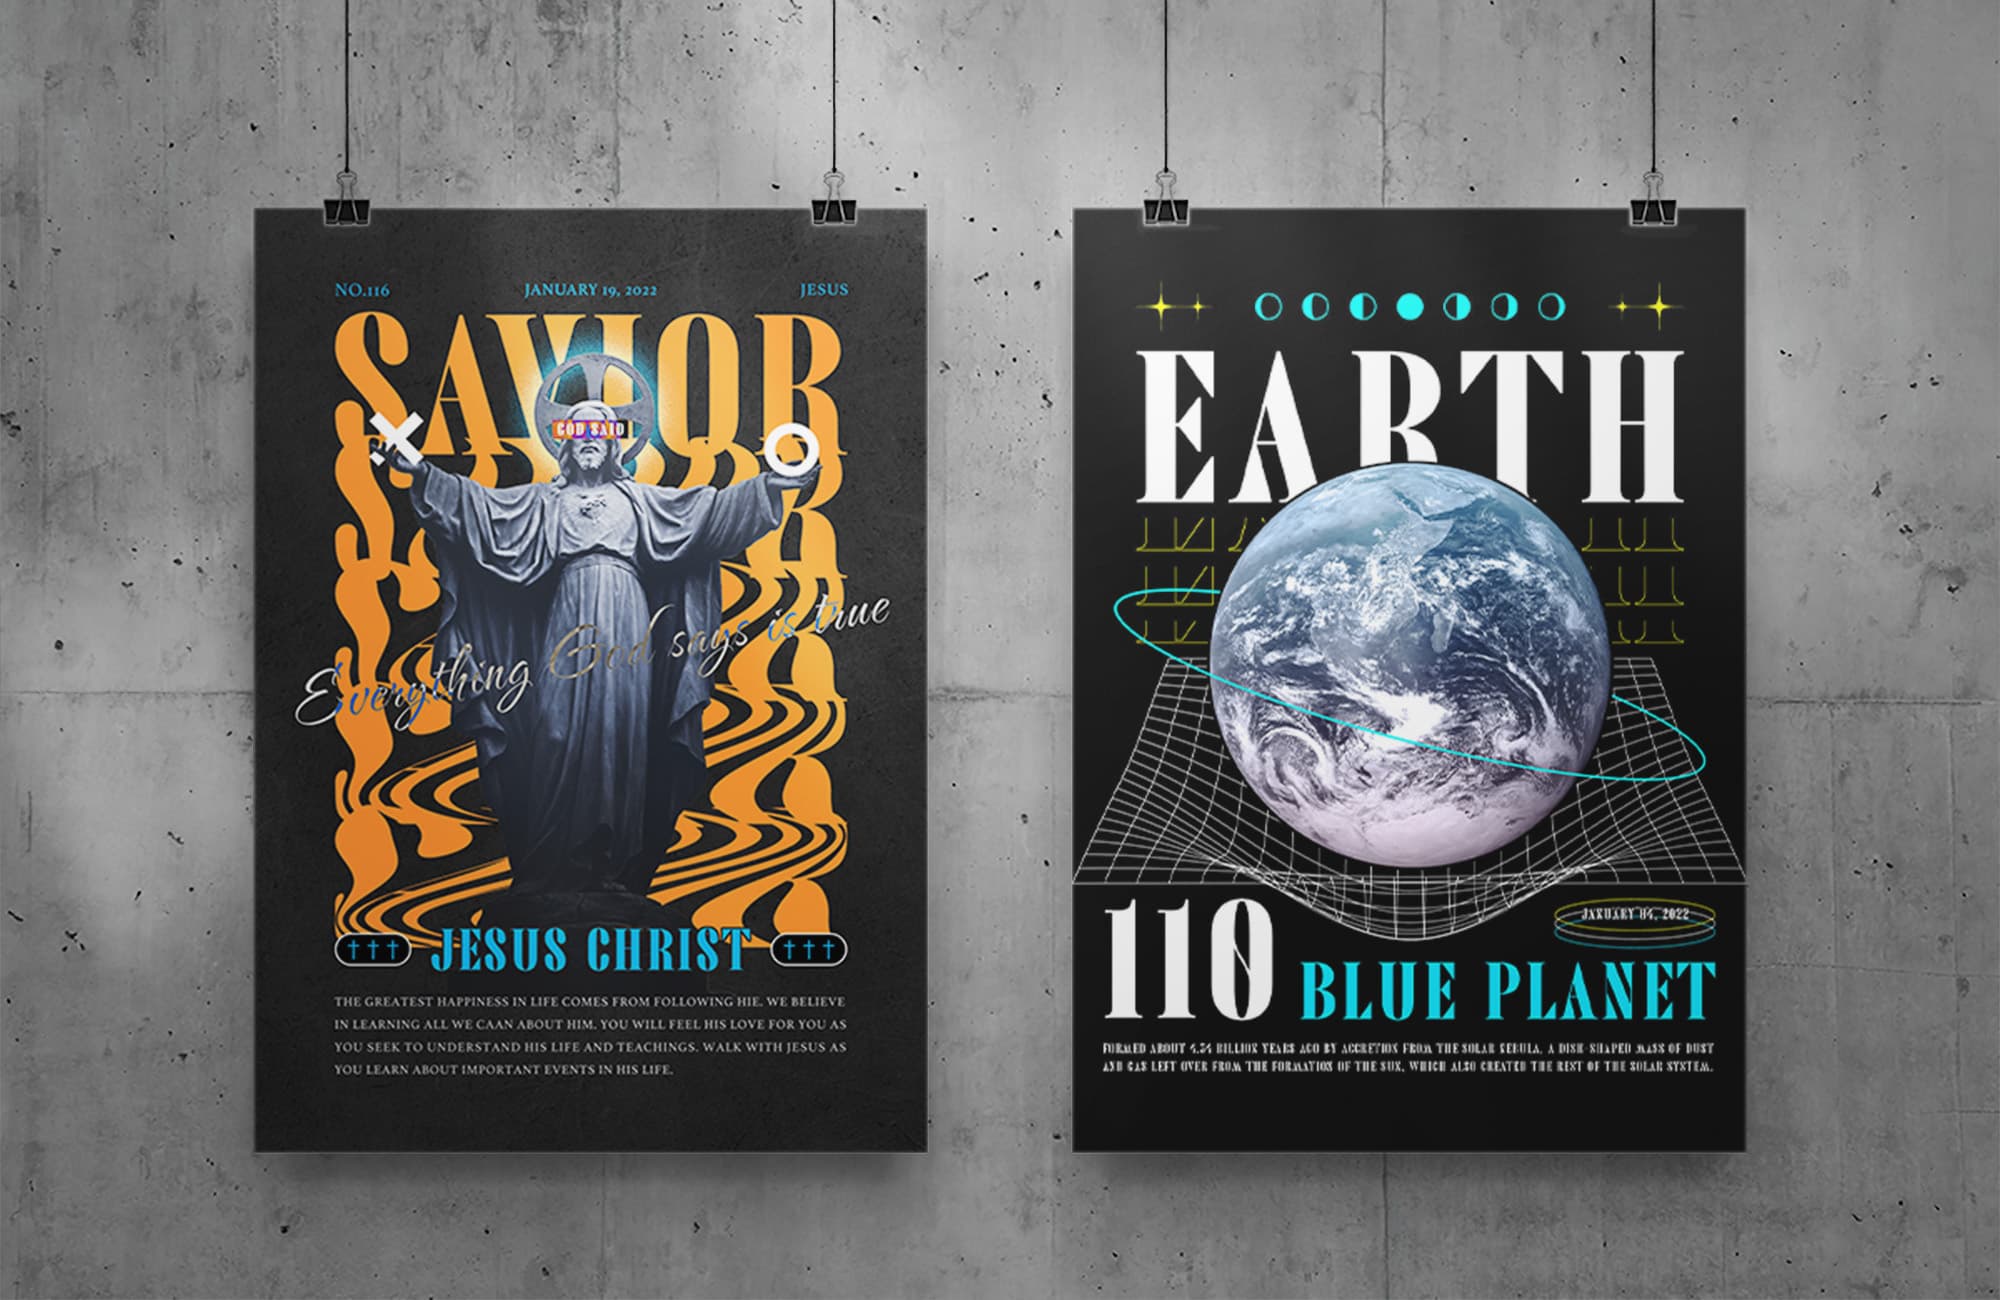 NO.116
JANUARY 19, 2022
JESUS
SAVIOR
GOD SAID
Everything God says is true
JESUS CHRIST
THE GREATEST HAPPINESS IN LIFE COMES FROM FOLLOWING HIE. WE BELIEVE
IN LEARNING ALL WE CAAN ABOUT HIM. YOU WILL FEEL HIS LOVE FOR YOU AS
YOU SEEK TO UNDERSTAND HIS LIFE AND TEACHINGS. WALK WITH JESUS AS
YOU LEARN ABOUT IMPORTANT EVENTS IN HIS LIFE.
EARTH
110
JANUARY 04, 2022
BLUE PLANET
FORMED ABOUT 4.54 BILLION YEARS AGO BY ACCRETION FROM THE SOLAR NEBULA, A DISK-SHAPED MASS OF DUST
AND GAS LEFT OVER FROM THE FORMATION OF THE SUN, WHICH ALSO CREATED THE REST OF THE SOLAR SYSTEM.